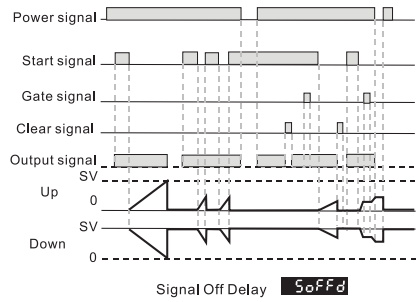 Power signal
Start signal
Gate signal
Clear signal
Output signal
SV
Up
0
SV
Down
0
Signal Off Delay SoFFd